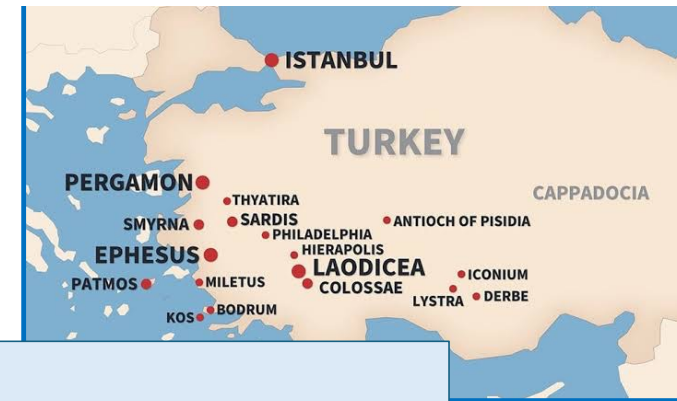 ISTANBUL
TURKEY
PERGAMON
CAPPADOCIA
THYATIRA
SMYRNA
SARDIS
ANTIOCH OF PISIDIA
PHILADELPHIA
EPHESUS
HIERAPOLIS
LAODICEA
ICONIUM
PATMOS
MILETUS
COLOSSAE
LYSTRA
DERBE
BODRUM
KOS